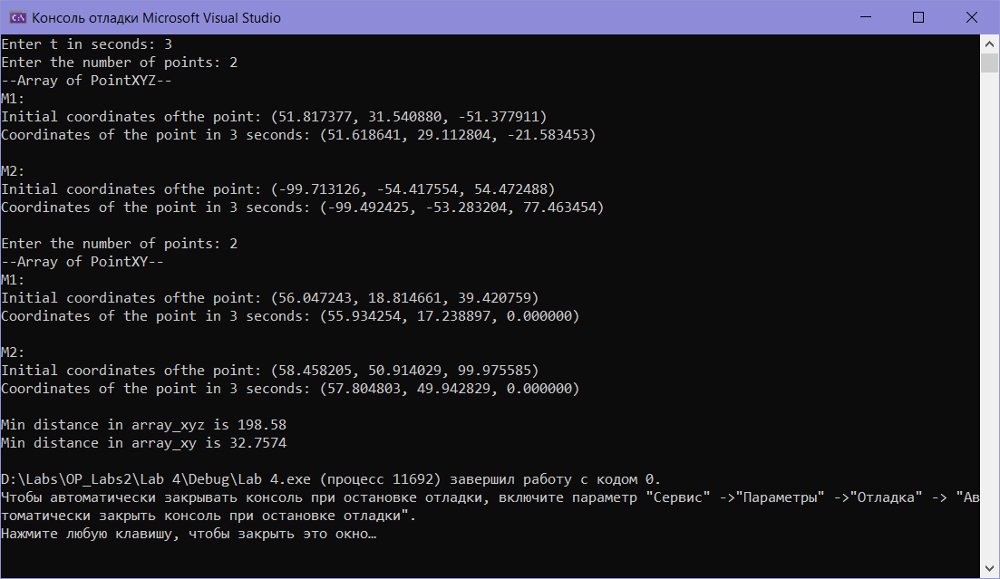 Консоль отладки Microsoft Visual Studio
Enter t in seconds: 3
Enter the number of points: 2
--Array of PointXYZ--
M1:
Initial coordinates ofthe point: (51.817377, 31.540880, -51.377911)
Coordinates of the point in 3 seconds: (51.618641, 29.112804, -21.583453)
M2:
Initial coordinates ofthe point: (-99.713126, -54.417554, 54.472488)
Coordinates of the point in 3 seconds: (-99.492425, -53.283204, 77.463454)
Enter the number of points: 2
--Array of PointXY--
M1:
Initial coordinates ofthe point: (56.047243, 18.814661, 39.420759)
Coordinates of the point in 3 seconds: (55.934254, 17.238897, 0.000000)
M2:
Initial coordinates ofthe point: (58.458205, 50.914029, 99.975585)
Coordinates of the point in 3 seconds: (57.804803, 49.942829, 0.000000)
Min distance in array_xyz is 198.58
Min distance in array_xy is 32.7574
D:\Labs\OP_Labs2\Lab 4\Debug\Lab 4.exe (процесс 11692) завершил работу с кодом 0.
Чтобы автоматически закрывать консоль при остановке отладки, включите параметр "Сервис" ->"Параметры" ->"Отладка" -> "Ав
томатически закрыть консоль при остановке отладки".
Нажмите любую клавишу, чтобы закрыть это окно…